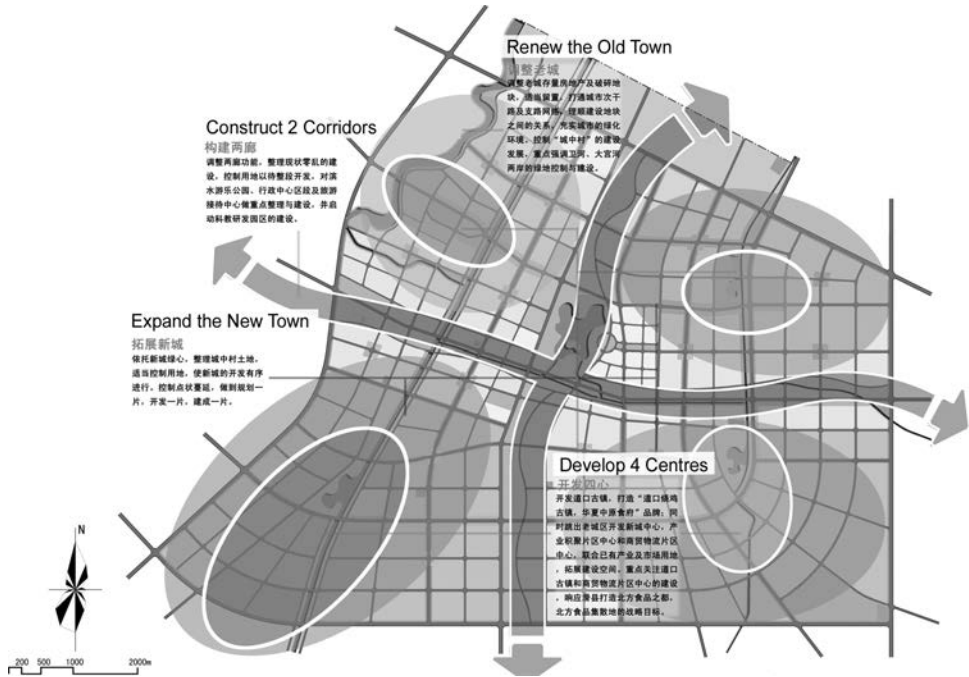 Renew the Old Town
调整老城
调整老城存量房地产及破碎地
块，适当留置，打通城市次干
路及支路网络，理顺建设地块
之间的关系，充实城市的绿化
环境，控制“城中村”的建设
发展，重点强调卫河、大宫河
两岸的绿地控制与建设。
Construct 2 Corridors
构建两廊
调整两廊功能，整理现状零乱的建
设，控制用地以待整段开发，对滨
水游乐公园、行政中心区段及旅游
接待中心做重点整理与建设，并启
动科教研发园区的建设。
Expand the New Town
拓展新城
依托新城绿心，整理城中村土地，
适当控制用地，使新城的开发有序
进行，控制点状蔓延，做到规划一
片，开发一片，建成一片。
Develop 4 Centres
开发四心
开发道口古镇，打造“道口烧鸡
古镇，华夏中原食府”品牌；同
时跳出老城区开发新城中心，产
业积聚片区中心和商贸物流片区
中心，联合已有产业及市场用地
，拓展建设空间，重点关注道口
古镇和商贸物流片区中心的建设
，响应滑县打造北方食品之都，
北方食品集散地的战略目标。
N
200 500 1000 2000m